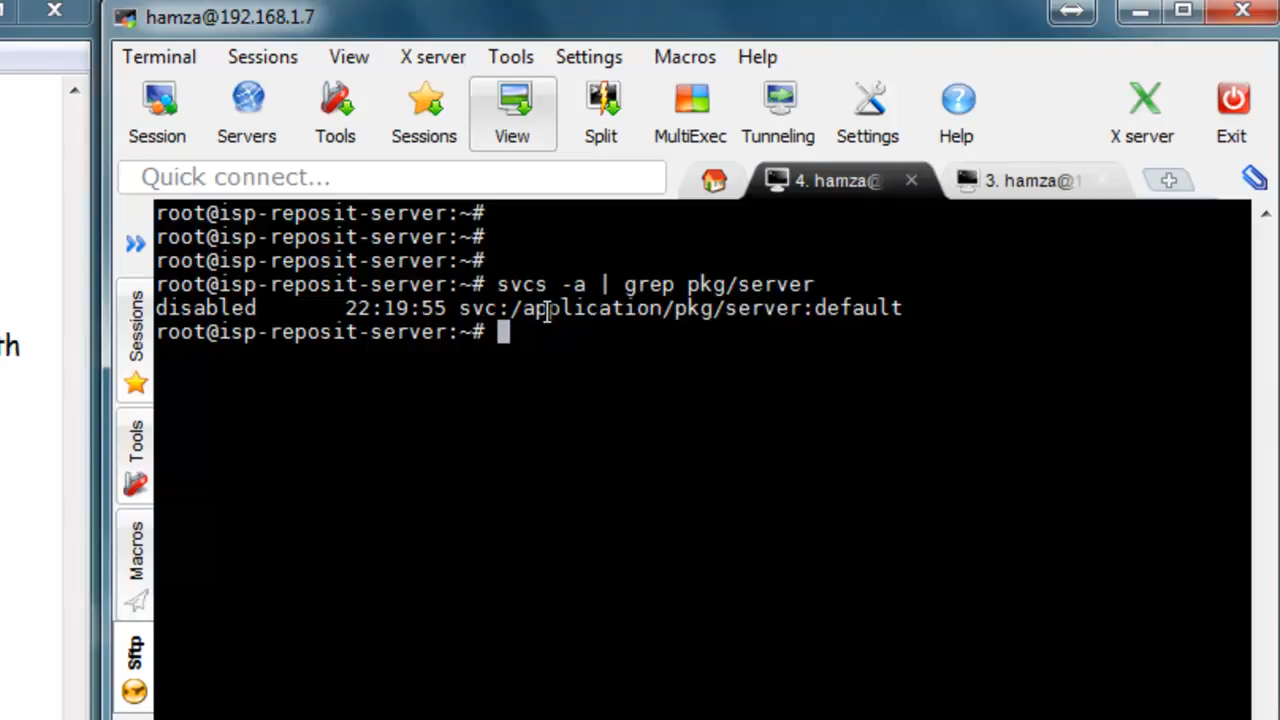 hamza@192.168.1.7
Terminal Sessions View X server Tools Settings Macros Help
Session Servers Tools Sessions View Split MultiExec Tunneling Settings Help X server Exit
Quick connect...
4. hamza@
3. hamza@1
root@isp-reposit-server:~#
root@isp-reposit-server:~#
root@isp-reposit-server:~#
root@isp-reposit-server:~# svcs -a | grep pkg/server
disabled 22:19:55 svc:/application/pkg/server:default
root@isp-reposit-server:~#
Sessions
Tools
Macros
Sftp
th